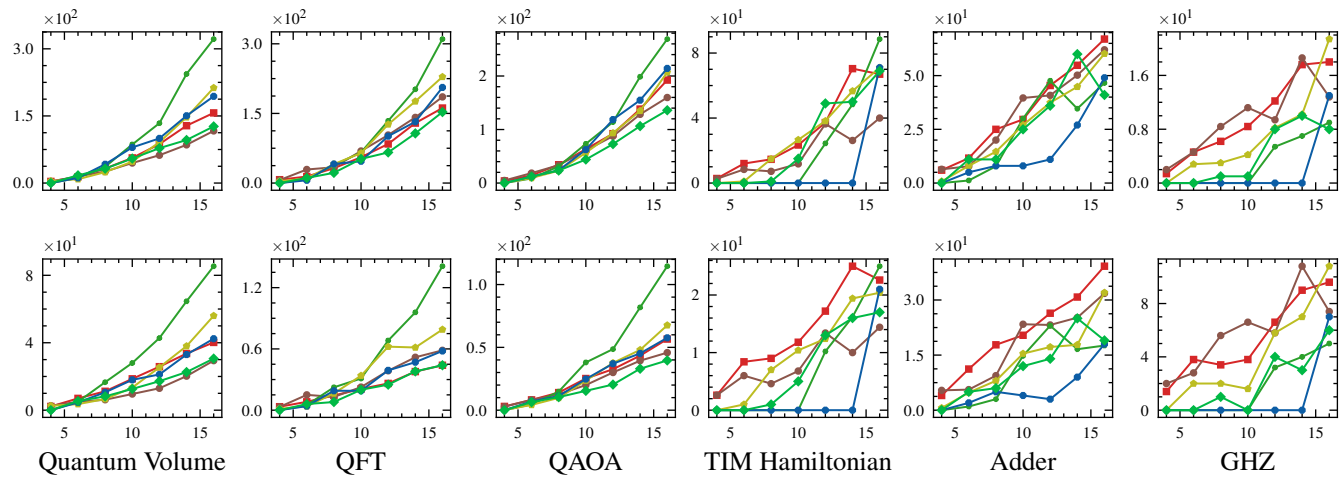 ×10² ×10² ×10² ×10¹ ×10¹ ×10¹
3.0 3.0 2 8 5.0 1.6
1.5 1.5 1 4 2.5 0.8
0.0 0.0 0 0 0.0 0.0
5 10 15 5 10 15 5 10 15 5 10 15 5 10 15 5 10 15
×10¹ ×10² ×10² ×10¹ ×10¹
8 1.2 1.2 2 3.0 8
4 0.6 0.8 1 1.5 4
0 0.0 0.4 0 0.0 0
0.0
5 10 15 5 10 15 5 10 15 5 10 15 5 10 15 5 10 15
Quantum Volume QFT QAOA TIM Hamiltonian Adder GHZ